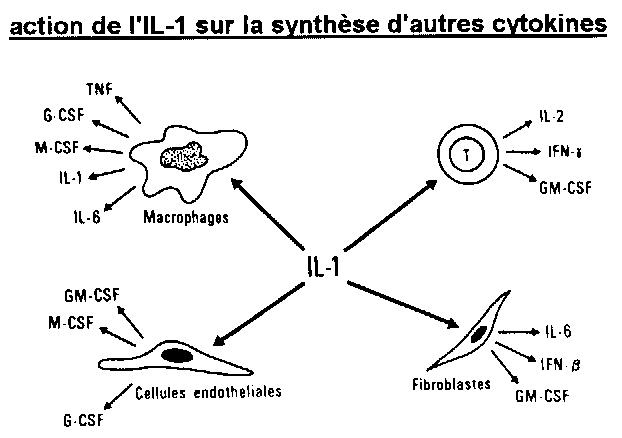 action de l'IL-1 sur la synthèse d'autres cytokines
TNF
G-CSF
M-CSF
IL-1
IL-6
Macrophages
T
IL-2
IFN-γ
GM-CSF
IL-1
GM-CSF
M-CSF
G-CSF
Cellules endotheliales
Fibroblastes
IL-6
IFN-β
GM-CSF